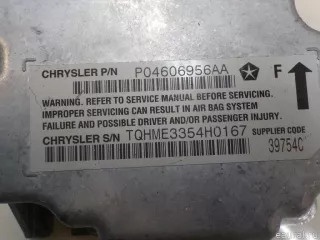 CHRYSLER P/N P04606956AA
F
WARNING. REFER TO SERVICE MANUAL BEFORE SERVICING.
IMPROPER SERVICING CAN RESULT IN AIR BAG SYSTEM
FAILURE AND POSSIBLE DRIVER AND/OR PASSENGER INJURY.
CHRYSLER S/N TQHME3354H0167 SUPPLIER CODE
39754C